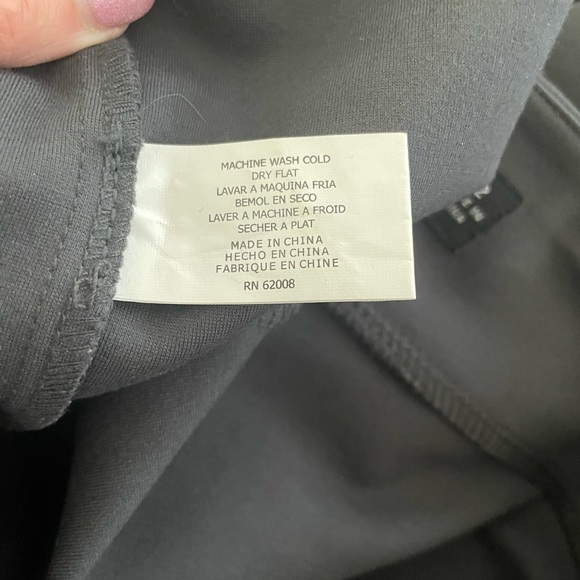 MACHINE WASH COLD
DRY FLAT
LAVAR A MAQUINA FRIA
BEMOL EN SECO
LAVER A MACHINE A FROID
SECHER A PLAT
MADE IN CHINA
HECHO EN CHINA
FABRIQUE EN CHINE
RN 62008